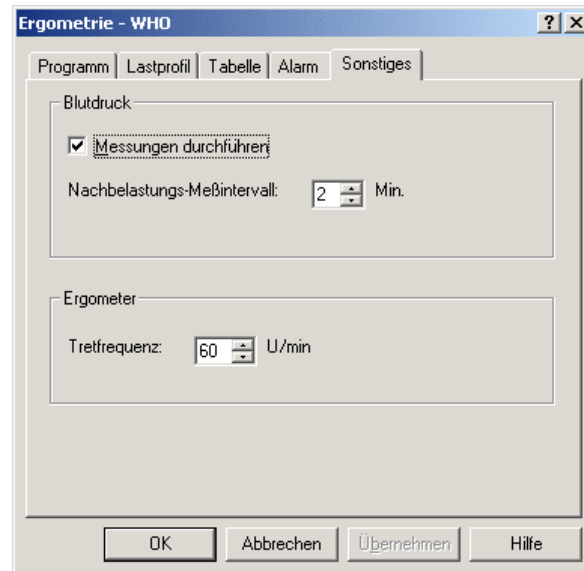 Ergometrie - WHO
Programm Lastprofil Tabelle Alarm Sonstiges
Blutdruck
Messungen durchführen
Nachbelastungs-Meßintervall: 2 Min.
Ergometer
Tretfrequenz: 60 U/min
OK Abbrechen Übernehmen Hilfe